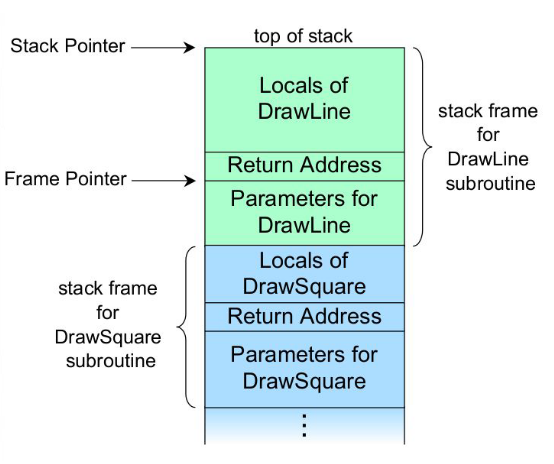 top of stack
Stack Pointer
Locals of
DrawLine
stack frame
for
DrawLine
subroutine
Return Address
Frame Pointer
Parameters for
DrawLine
Locals of
DrawSquare
stack frame
for
DrawSquare
subroutine
Return Address
Parameters for
DrawSquare
⋮